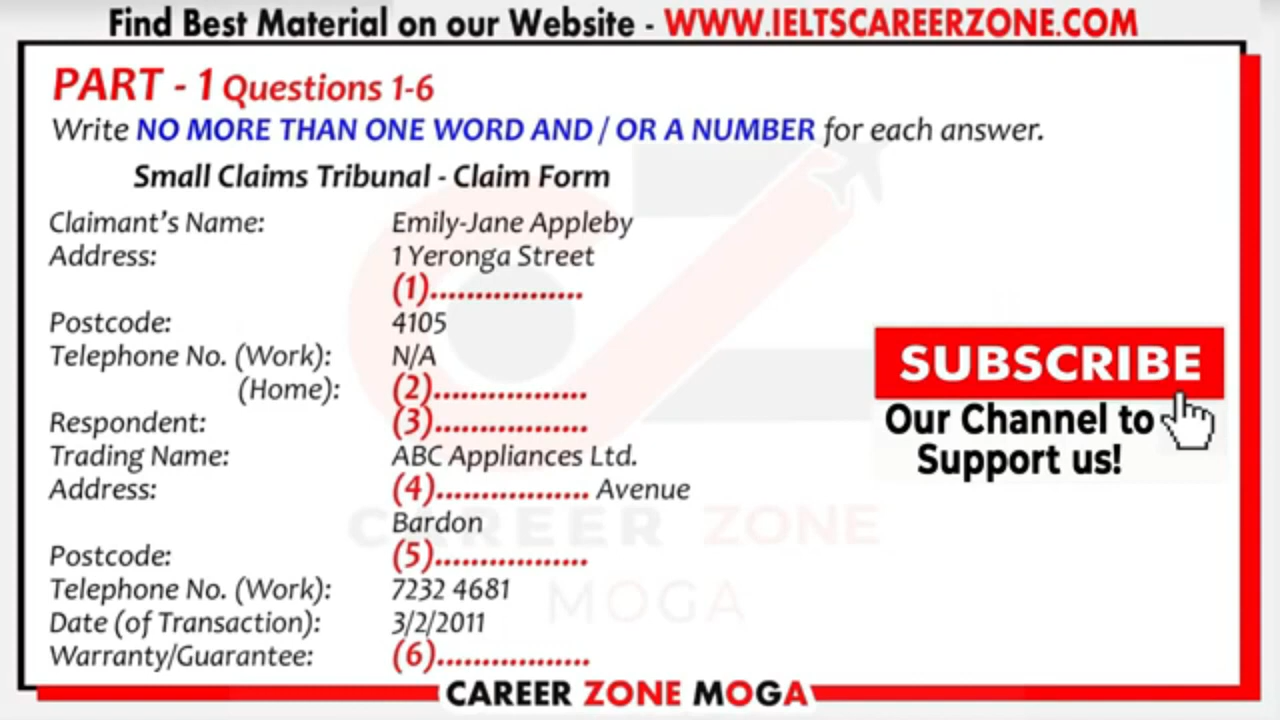 Find Best Material on our Website - WWW.IELTSCAREERZONE.COM
PART - 1 Questions 1-6
Write NO MORE THAN ONE WORD AND / OR A NUMBER for each answer.
Small Claims Tribunal - Claim Form
Claimant's Name: Emily-Jane Appleby
Address: 1 Yeronga Street
(1).................
Postcode: 4105
Telephone No. (Work): N/A
(Home): (2).................
Respondent: (3).................
Trading Name: ABC Appliances Ltd.
Address: (4)................. Avenue
Bardon
Postcode: (5).................
Telephone No. (Work): 7232 4681
Date (of Transaction): 3/2/2011
Warranty/Guarantee: (6).................
SUBSCRIBE
Our Channel to
Support us!
CAREER ZONE
MOGA
CAREER ZONE MOGA